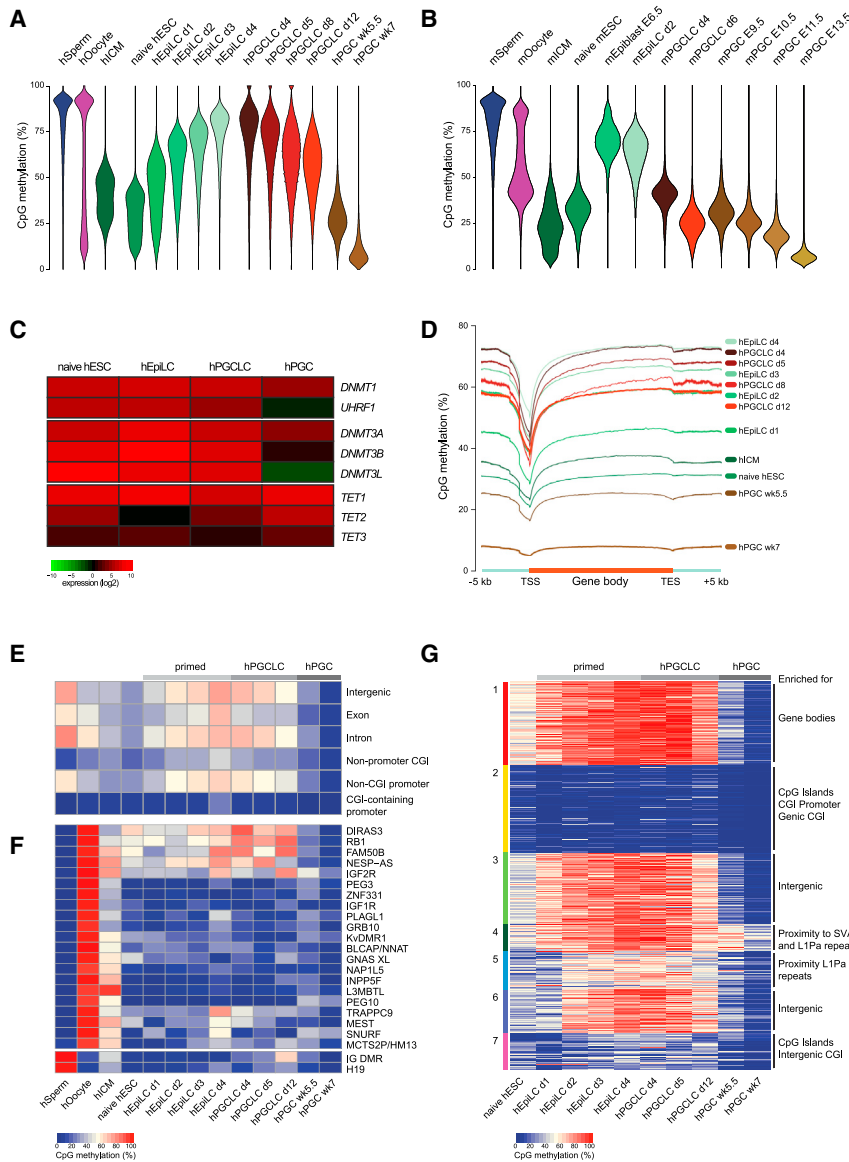 A
hSperm
hOocyte
hICM
naive hESC
hEpiLC d1
hEpiLC d2
hEpiLC d3
hEpiLC d4
hPGCLC d4
hPGCLC d5
hPGCLC d8
hPGCLC d12
hPGC wk5.5
hPGC wk7
CpG methylation (%)
100
75
50
25
0
B
mSperm
mOocyte
mICM
naive mESC
mEpiblast E6.5
mEpiLC d2
mPGCLC d4
mPGCLC d6
mPGC E9.5
mPGC E10.5
mPGC E11.5
mPGC E13.5
CpG methylation (%)
100
75
50
25
0
C
naive hESC hEpiLC hPGCLC hPGC
DNMT1
UHRF1
DNMT3A
DNMT3B
DNMT3L
TET1
TET2
TET3
-10 -5 0 5 10
expression (log2)
D
CpG methylation (%)
80
60
40
20
0
hEpiLC d4
hPGCLC d4
hPGCLC d5
hEpiLC d3
hPGCLC d8
hEpiLC d2
hPGCLC d12
hEpiLC d1
hICM
naive hESC
hPGC wk5.5
hPGC wk7
-5 kb TSS Gene body TES +5 kb
E
primed hPGCLC hPGC
Intergenic
Exon
Intron
Non-promoter CGI
Non-CGI promoter
CGI-containing
promoter
F
DIRAS3
RB1
FAM50B
NESP-AS
IGF2R
PEG3
ZNF331
IGF1R
PLAGL1
GRB10
KvDMR1
BLCAP/NNAT
GNAS XL
NAP1L5
INPP5F
L3MBTL
PEG10
TRAPPC9
MEST
SNURF
MCTS2P/HM13
IG DMR
H19
hSperm
hOocyte
hICM
naive hESC
hEpiLC d1
hEpiLC d2
hEpiLC d3
hEpiLC d4
hPGCLC d4
hPGCLC d5
hPGCLC d12
hPGC wk5.5
hPGC wk7
0 20 40 60 80 100
CpG methylation (%)
G
primed hPGCLC hPGC
Enriched for
1
Gene bodies
2
CpG Islands
CGI Promoter
Genic CGI
3
Intergenic
4
Proximity to SVA
and L1Pa repea
5
Proximity L1Pa
repeats
6
Intergenic
7
CpG Islands
Intergenic CGI
naive hESC
hEpiLC d1
hEpiLC d2
hEpiLC d3
hEpiLC d4
hPGCLC d4
hPGCLC d5
hPGCLC d12
hPGC wk5.5
hPGC wk7
0 20 40 60 80 100
CpG methylation (%)